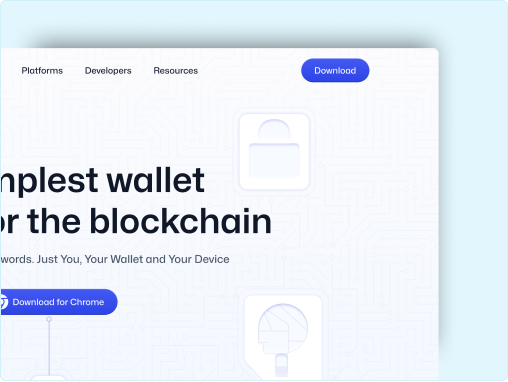 Platforms Developers Resources Download
mplest wallet
or the blockchain
words. Just You, Your Wallet and Your Device
Download for Chrome